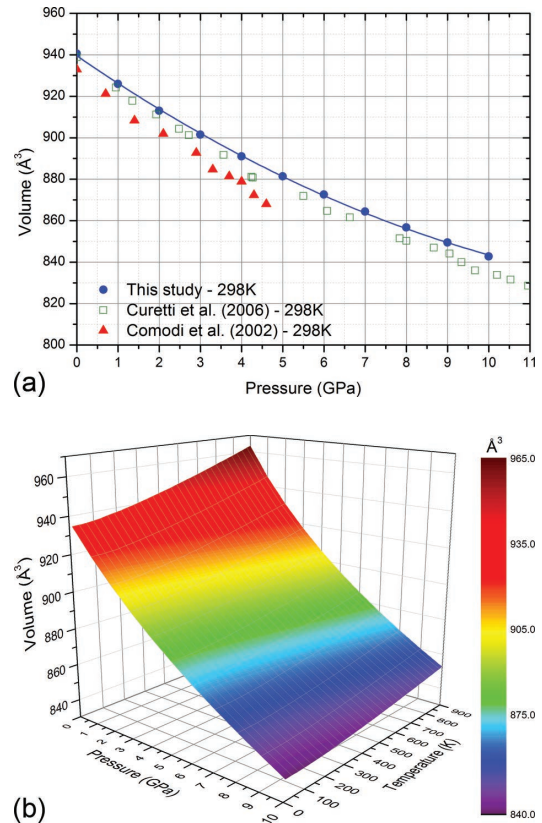 960
940
920
900
880
860
840
820
800
Volume (Å³)
0 1 2 3 4 5 6 7 8 9 10 11
Pressure (GPa)
This study - 298K
Curetti et al. (2006) - 298K
Comodi et al. (2002) - 298K
(a)
960
940
920
900
880
860
840
Volume (Å³)
0 1 2 3 4 5 6 7 8 9 10
Pressure (GPa)
0 100 200 300 400 500 600 700 800 900
Temperature (K)
Å³
965.0
935.0
905.0
875.0
840.0
(b)